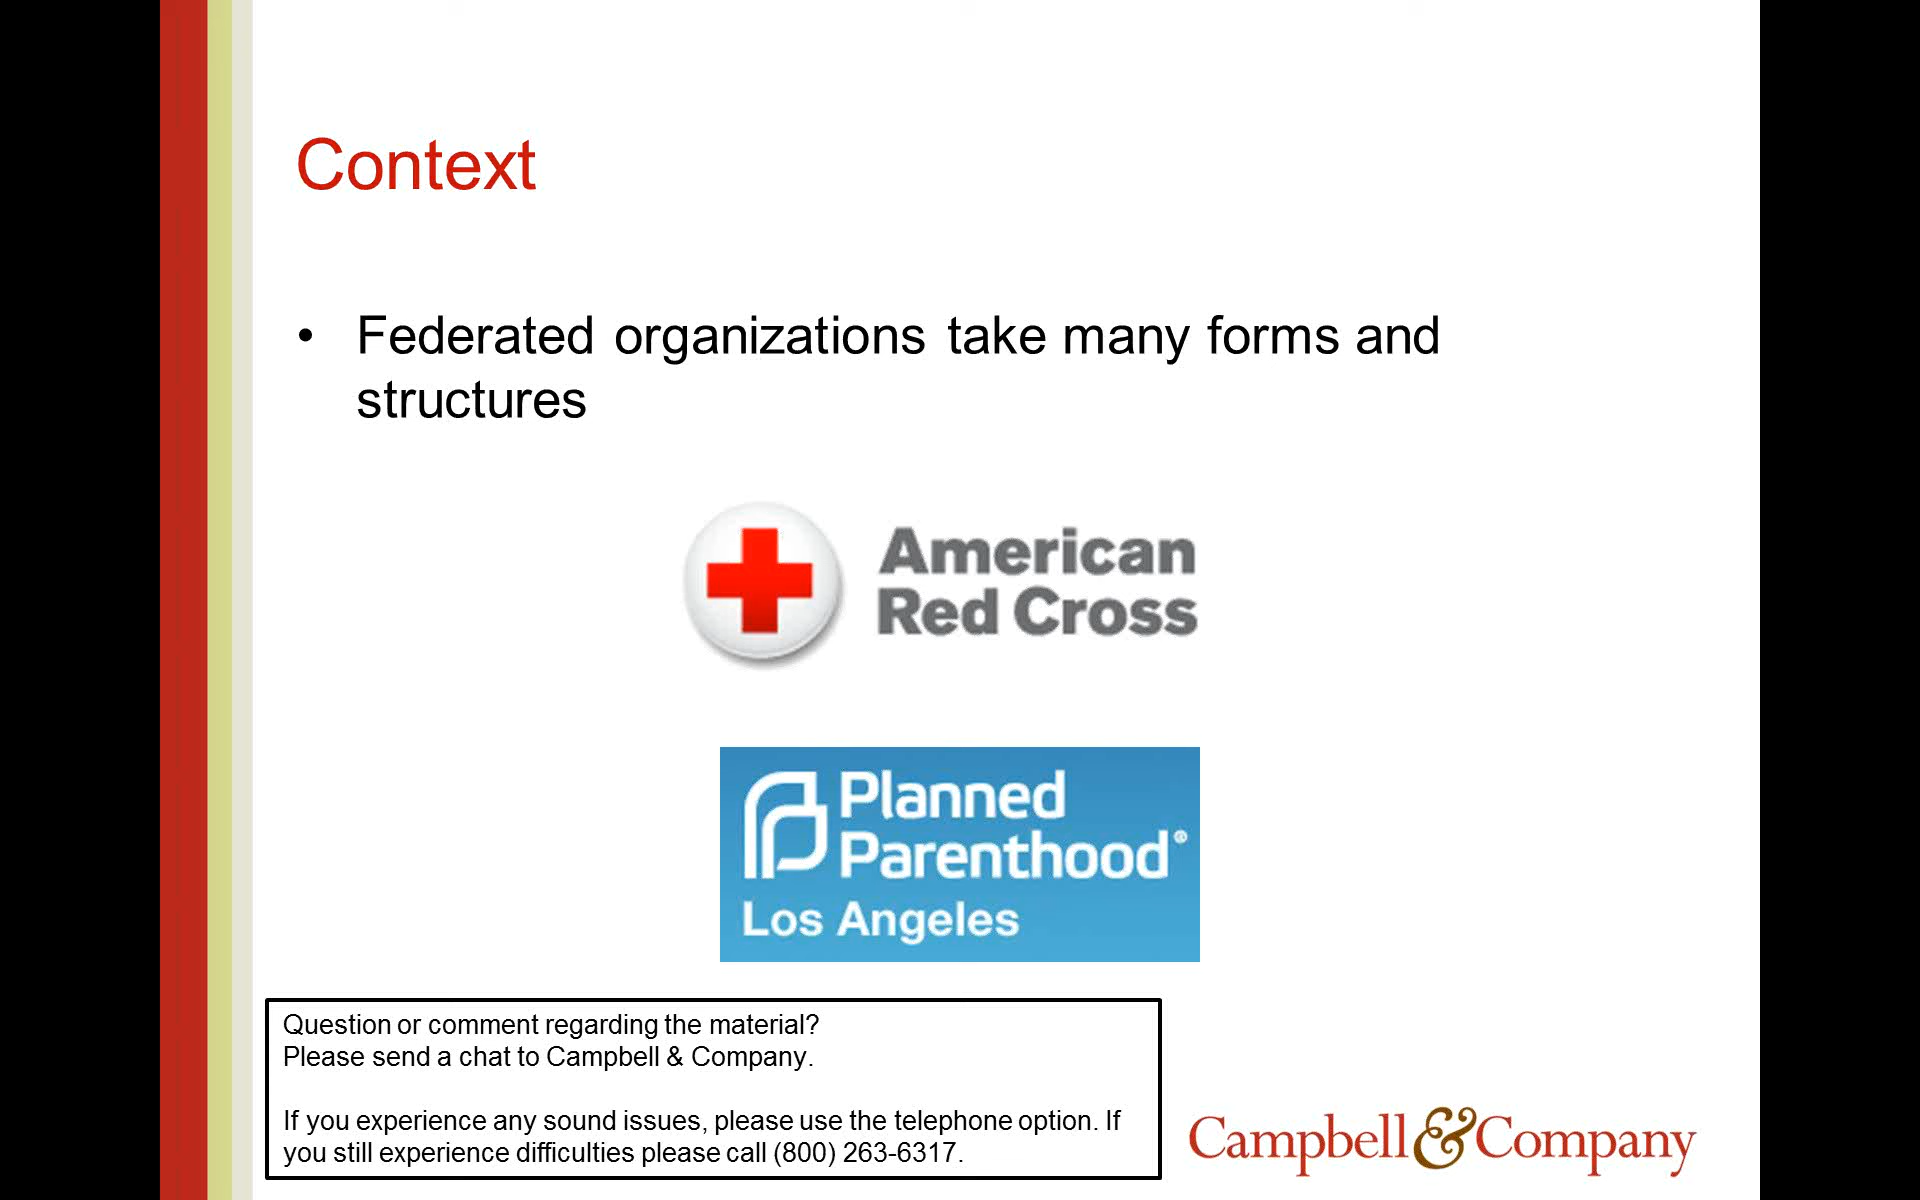 Context
• Federated organizations take many forms and
structures
American
Red Cross
Planned
Parenthood®
Los Angeles
Question or comment regarding the material?
Please send a chat to Campbell & Company.
If you experience any sound issues, please use the telephone option. If
you still experience difficulties please call (800) 263-6317.
Campbell & Company